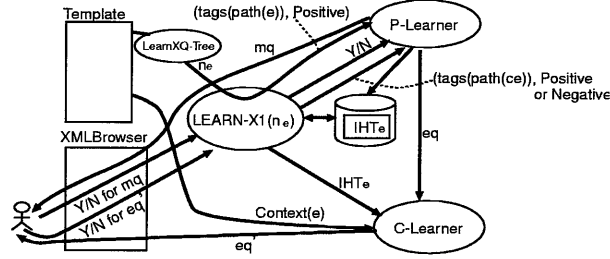 Template
(tags(path(e)), Positive)
P-Learner
LearnXQ-Tree
mq
Y/N
ne
(tags(path(ce)), Positive
or Negative)
LEARN-X1(ne)
IHTe
XMLBrowser
eq
Y/N for mq
IHTe
Y/N for eq'
Context(e)
C-Learner
eq'